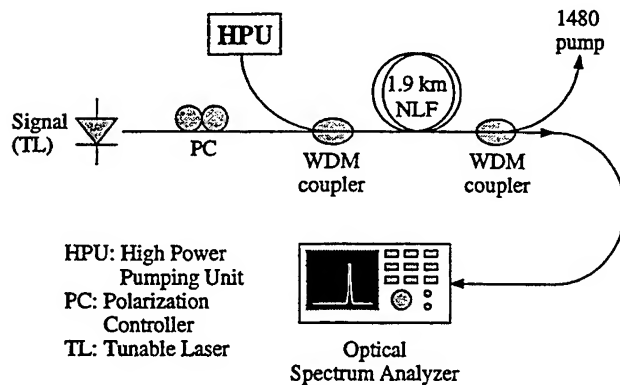 HPU
1480
pump
1.9 km
NLF
Signal
(TL)
PC
WDM
coupler
WDM
coupler
HPU: High Power
Pumping Unit
PC: Polarization
Controller
TL: Tunable Laser
Optical
Spectrum Analyzer